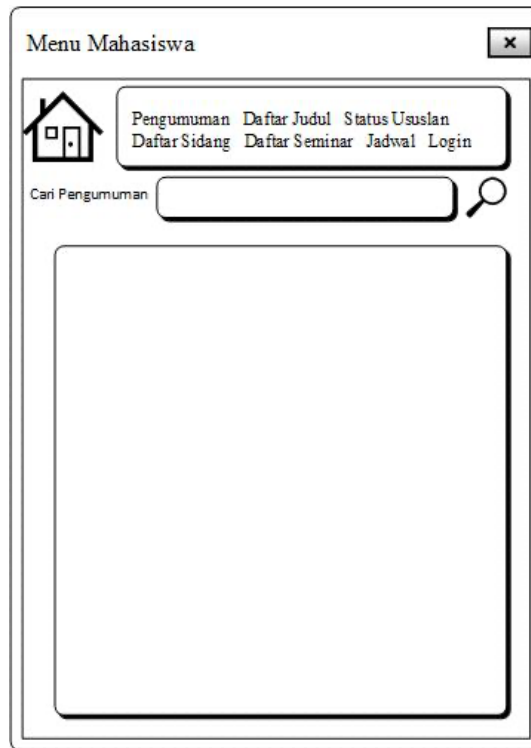 Menu Mahasiswa
Pengumuman Daftar Judul Status Ususlan
Daftar Sidang Daftar Seminar Jadwal Login
Cari Pengumuman